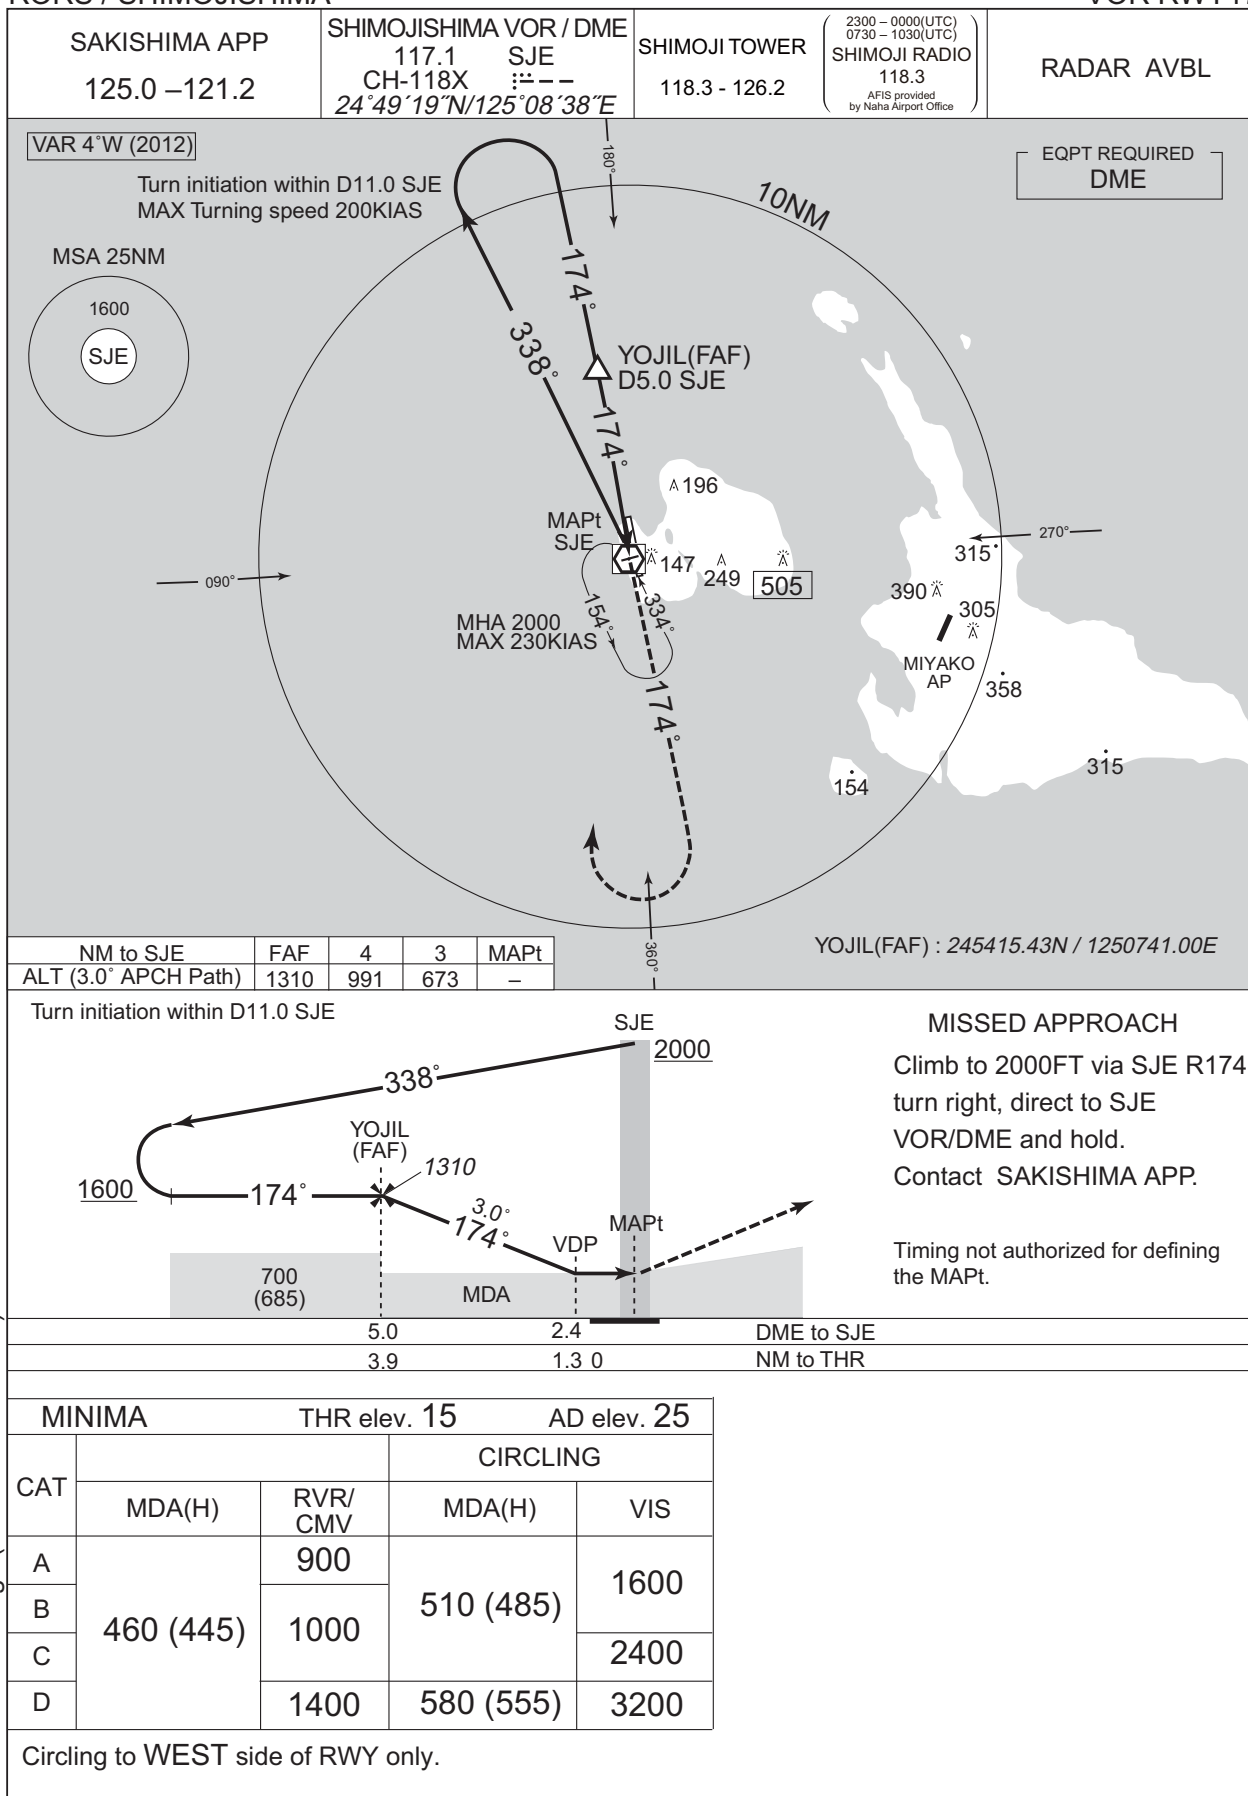 SAKISHIMA APP
125.0 –121.2
SHIMOJISHIMA VOR / DME
117.1 SJE
CH-118X
24˚49´19˝N/125˚08´38˝E
SHIMOJI TOWER
118.3 - 126.2
2300 – 0000(UTC)
0730 – 1030(UTC)
SHIMOJI RADIO
118.3
AFIS provided
by Naha Airport Office
RADAR AVBL
VAR 4˚W (2012)
Turn initiation within D11.0 SJE
MAX Turning speed 200KIAS
180˚
EQPT REQUIRED
DME
10NM
MSA 25NM
1600
SJE
174˚
338˚
YOJIL(FAF)
D5.0 SJE
174˚
196
MAPt
SJE
147
249
505
315
270˚
090˚
390
305
154˚
334˚
MHA 2000
MAX 230KIAS
MIYAKO
AP
358
174˚
315
154
360˚
YOJIL(FAF) : 245415.43N / 1250741.00E
NM to SJE FAF 4 3 MAPt
ALT (3.0˚ APCH Path) 1310 991 673 –
Turn initiation within D11.0 SJE
SJE
2000
338˚
YOJIL
(FAF)
1310
1600
174˚
3.0˚
174˚
VDP
MAPt
700
(685)
MDA
MISSED APPROACH
Climb to 2000FT via SJE R174
turn right, direct to SJE
VOR/DME and hold.
Contact SAKISHIMA APP.
Timing not authorized for defining
the MAPt.
5.0 2.4 DME to SJE
3.9 1.3 0 NM to THR
MINIMA THR elev. 15 AD elev. 25
CAT
CIRCLING
MDA(H)
RVR/
CMV
MDA(H)
VIS
A
900
1600
B
460 (445)
1000
510 (485)
C
2400
D
1400
580 (555)
3200
Circling to WEST side of RWY only.